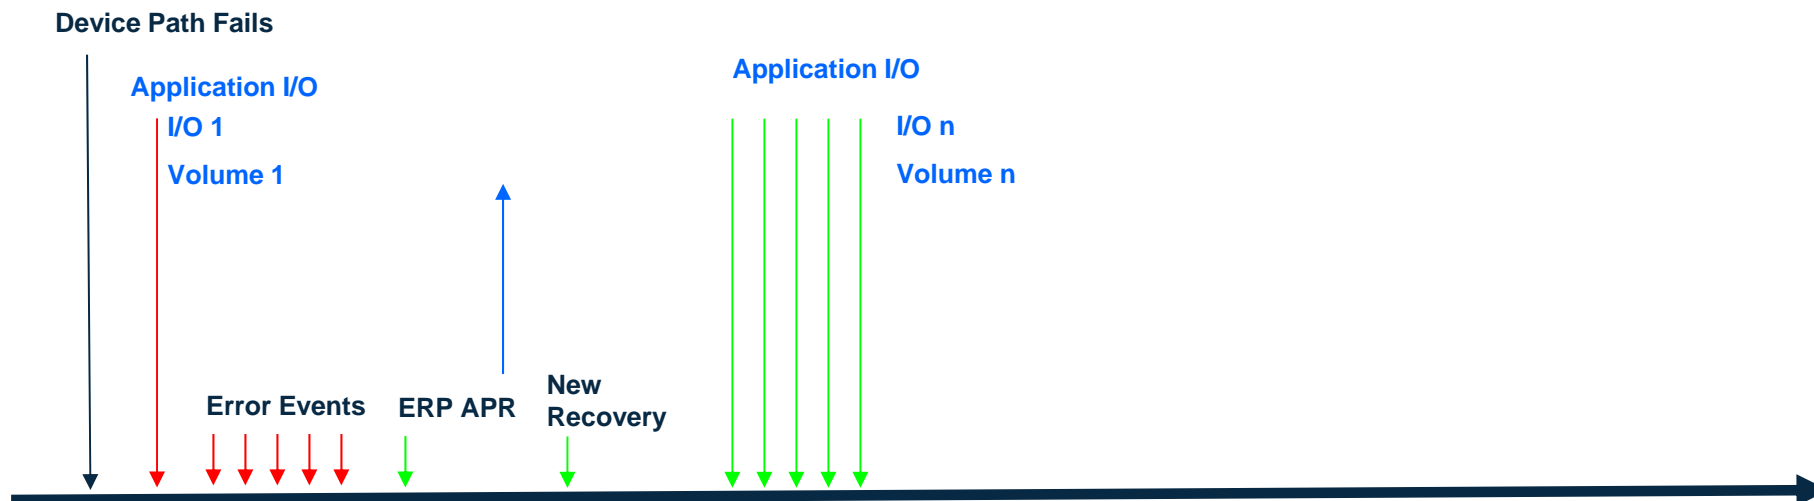 Device Path Fails
Application I/O
I/O 1
Volume 1
Application I/O
I/O n
Volume n
Error Events
ERP APR
New
Recovery